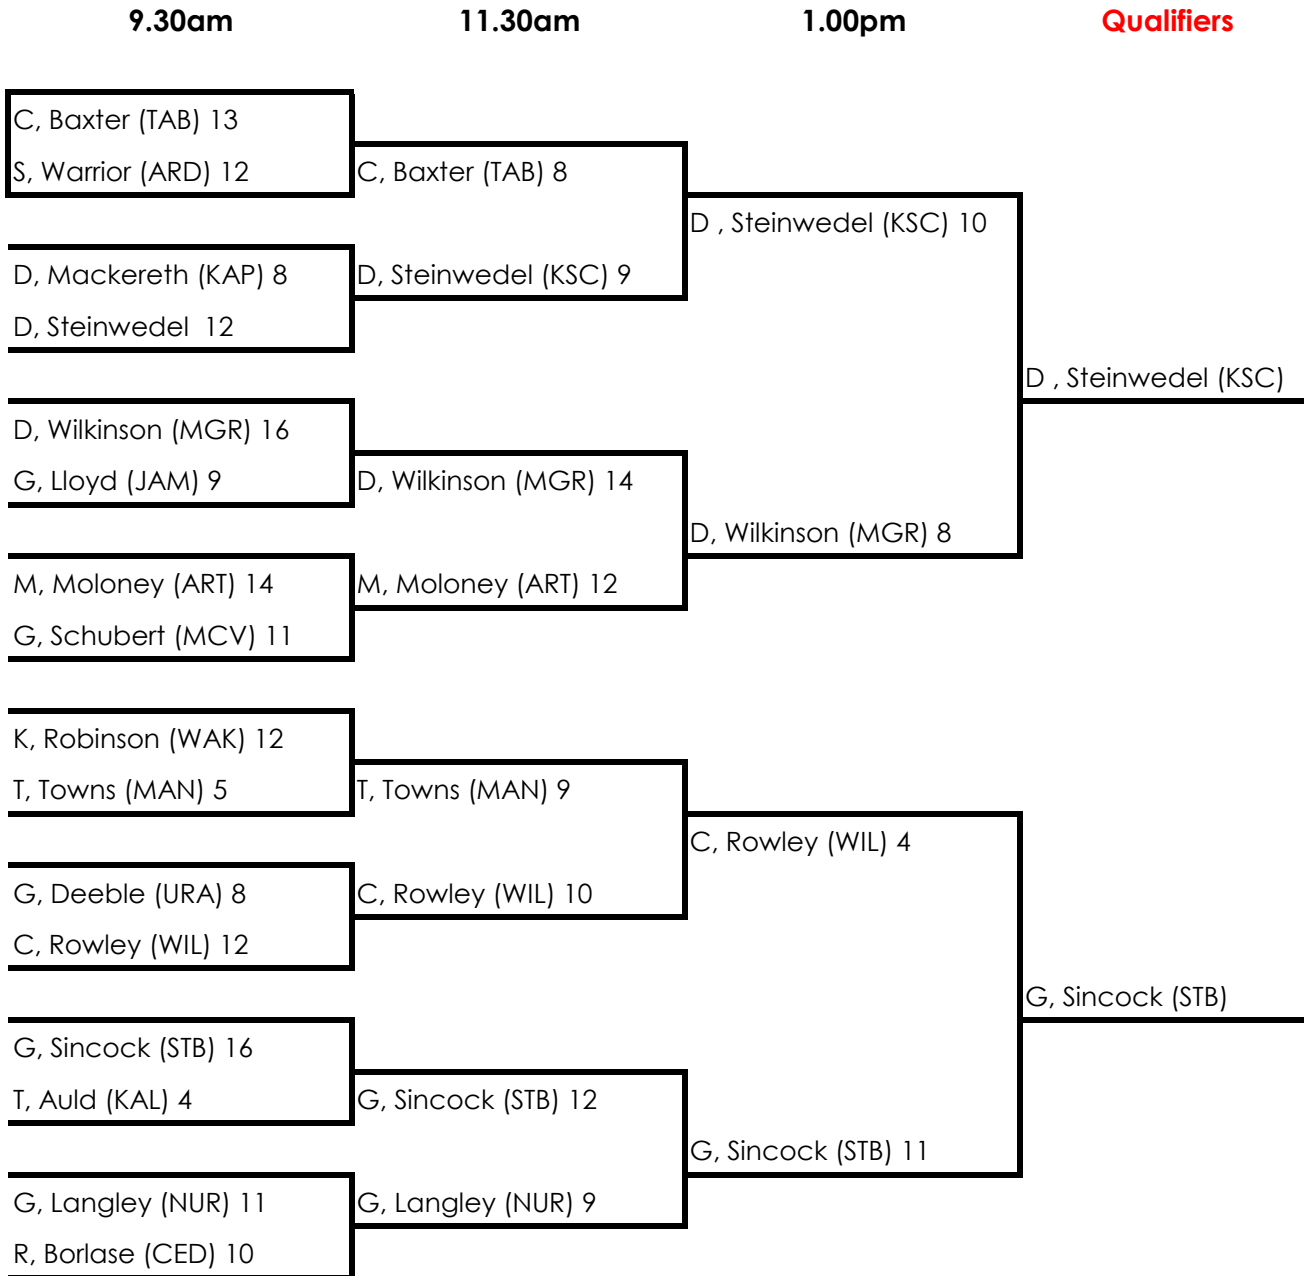 9.30am
11.30am
1.00pm
Qualifiers
C, Baxter (TAB) 13
S, Warrior (ARD) 12
D, Mackereth (KAP) 8
D, Steinwedel  12
D, Wilkinson (MGR) 16
G, Lloyd (JAM) 9
M, Moloney (ART) 14
G, Schubert (MCV) 11
K, Robinson (WAK) 12
T, Towns (MAN) 5
G, Deeble (URA) 8
C, Rowley (WIL) 12
G, Sincock (STB) 16
T, Auld (KAL) 4
G, Langley (NUR) 11
R, Borlase (CED) 10
C, Baxter (TAB) 8
D, Steinwedel (KSC) 9
D, Wilkinson (MGR) 14
M, Moloney (ART) 12
T, Towns (MAN) 9
C, Rowley (WIL) 10
G, Sincock (STB) 12
G, Langley (NUR) 9
D , Steinwedel (KSC) 10
D, Wilkinson (MGR) 8
C, Rowley (WIL) 4
G, Sincock (STB) 11
D , Steinwedel (KSC)
G, Sincock (STB)